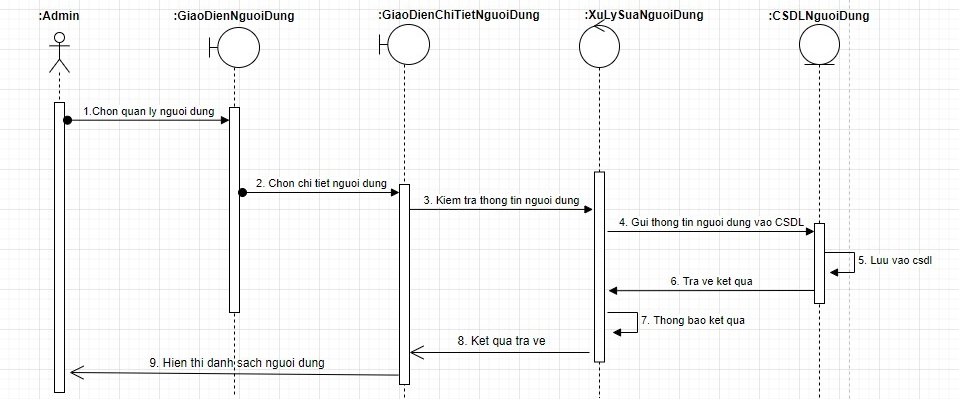 :Admin
:GiaoDienNguoiDung
:GiaoDienChiTietNguoiDung
:XuLySuaNguoiDung
:CSDLNguoiDung
1.Chon quan ly nguoi dung
2. Chon chi tiet nguoi dung
3. Kiem tra thong tin nguoi dung
4. Gui thong tin nguoi dung vao CSDL
5. Luu vao csdl
6. Tra ve ket qua
7. Thong bao ket qua
8. Ket qua tra ve
9. Hien thi danh sach nguoi dung